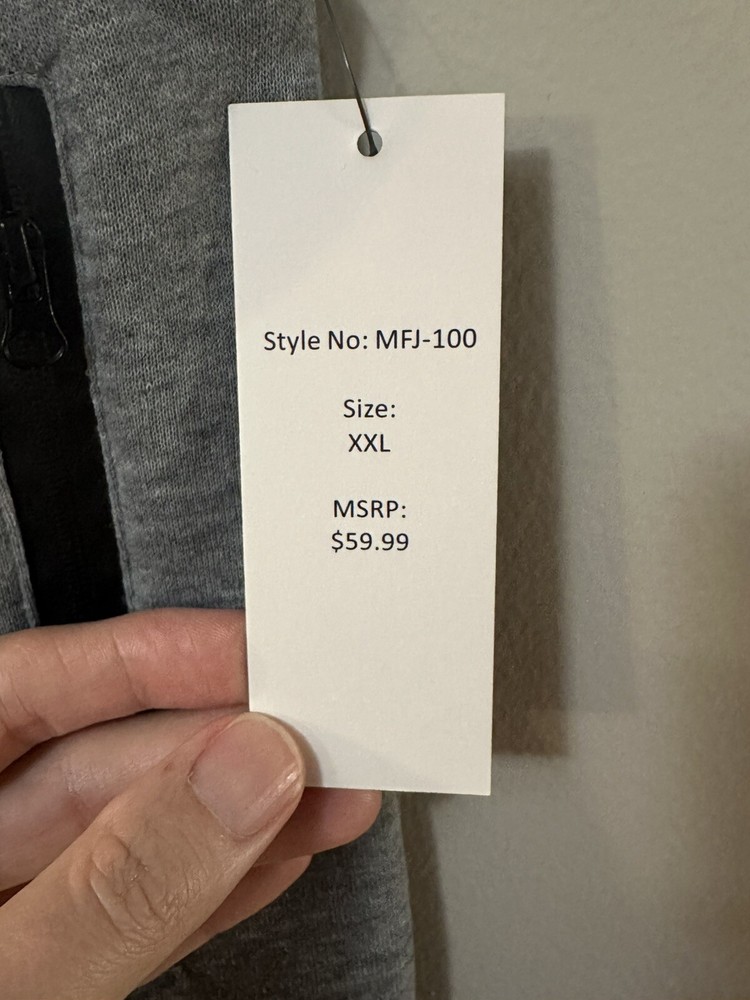 Style No: MFJ-100
Size:
XXL
MSRP:
$59.99